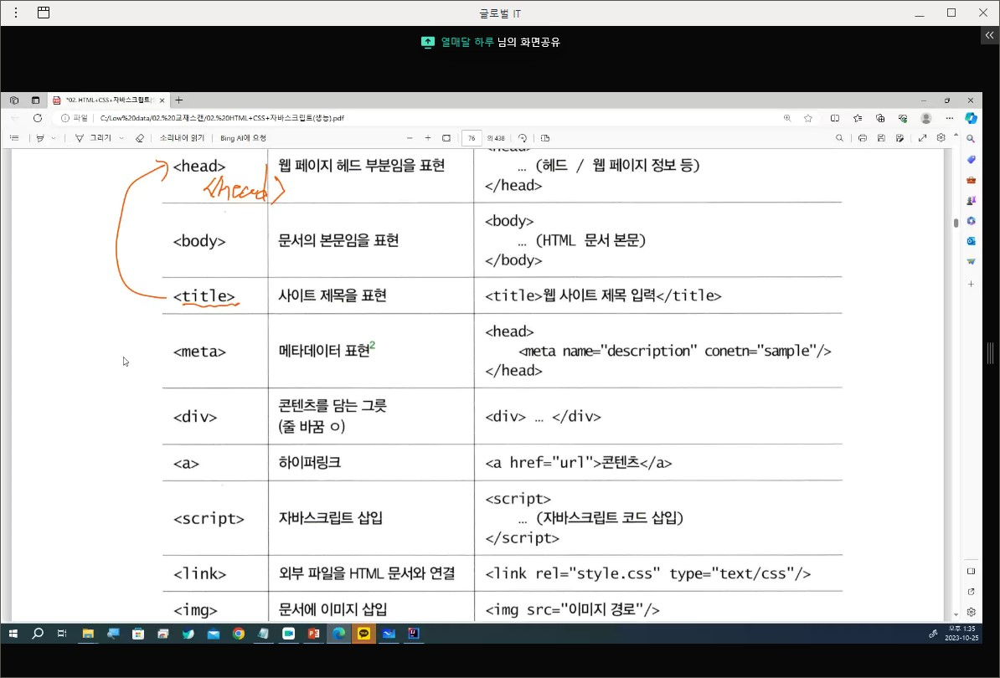 글로벌 IT
열매달 하루 님의 화면공유
*02. HTML+CSS+자바스크립트(
파일 C:/Low%20data/02.%20교재스캔/02.%20HTML+CSS+자바스크립트(생능).pdf
그리기 소리내어 읽기 Bing AI에 요청 76 의 438
<head>
<head> 웹 페이지 헤드 부분임을 표현 … (헤드 / 웹 페이지 정보 등)
<head> </head>
<body>
<body> 문서의 본문임을 표현 … (HTML 문서 본문)
</body>
<title> 사이트 제목을 표현 <title>웹 사이트 제목 입력</title>
<head>
<meta> 메타데이터 표현2 <meta name="description" conetn="sample"/>
</head>
<div> 콘텐츠를 담는 그릇 <div> … </div>
(줄 바꿈 ㅇ)
<a> 하이퍼링크 <a href="url">콘텐츠</a>
<script>
<script> 자바스크립트 삽입 … (자바스크립트 코드 삽입)
</script>
<link> 외부 파일을 HTML 문서와 연결 <link rel="style.css" type="text/css"/>
<img> 문서에 이미지 삽입 <img src="이미지 경로"/>
오후 1:35
2023-10-25